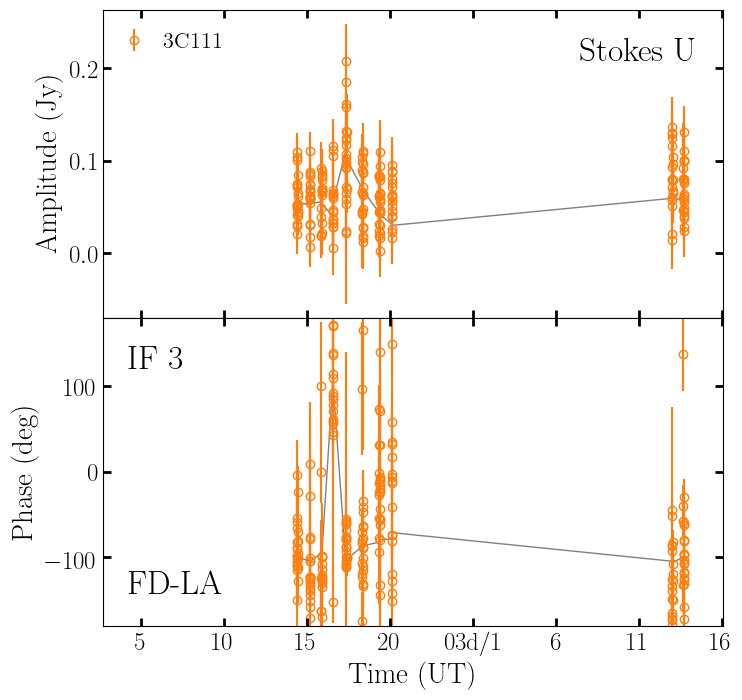 3C111
Stokes U
Amplitude (Jy)
0.2
0.1
0.0
IF 3
FD-LA
Phase (deg)
100
0
−100
5 10 15 20 03d/1 6 11 16
Time (UT)